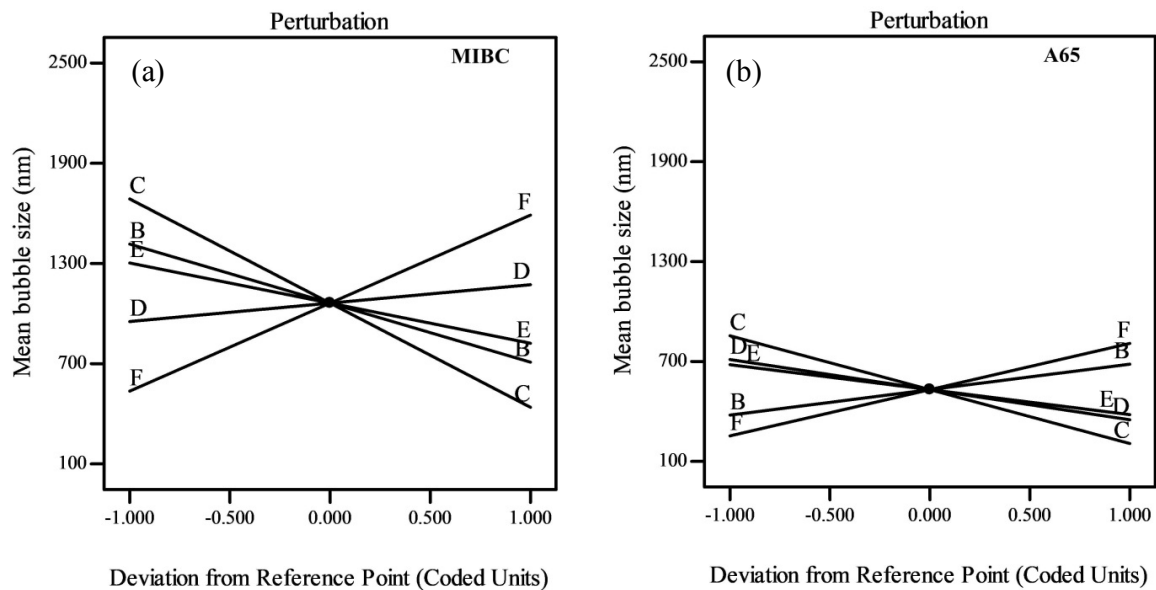 Perturbation
(a)
MIBC
Mean bubble size (nm)
2500
1900
1300
700
100
C
B
E
D
F
F
D
E
B
C
-1.000
-0.500
0.000
0.500
1.000
Deviation from Reference Point (Coded Units)
Perturbation
(b)
A65
Mean bubble size (nm)
2500
1900
1300
700
100
C
D
E
B
F
F
B
E
D
C
-1.000
-0.500
0.000
0.500
1.000
Deviation from Reference Point (Coded Units)